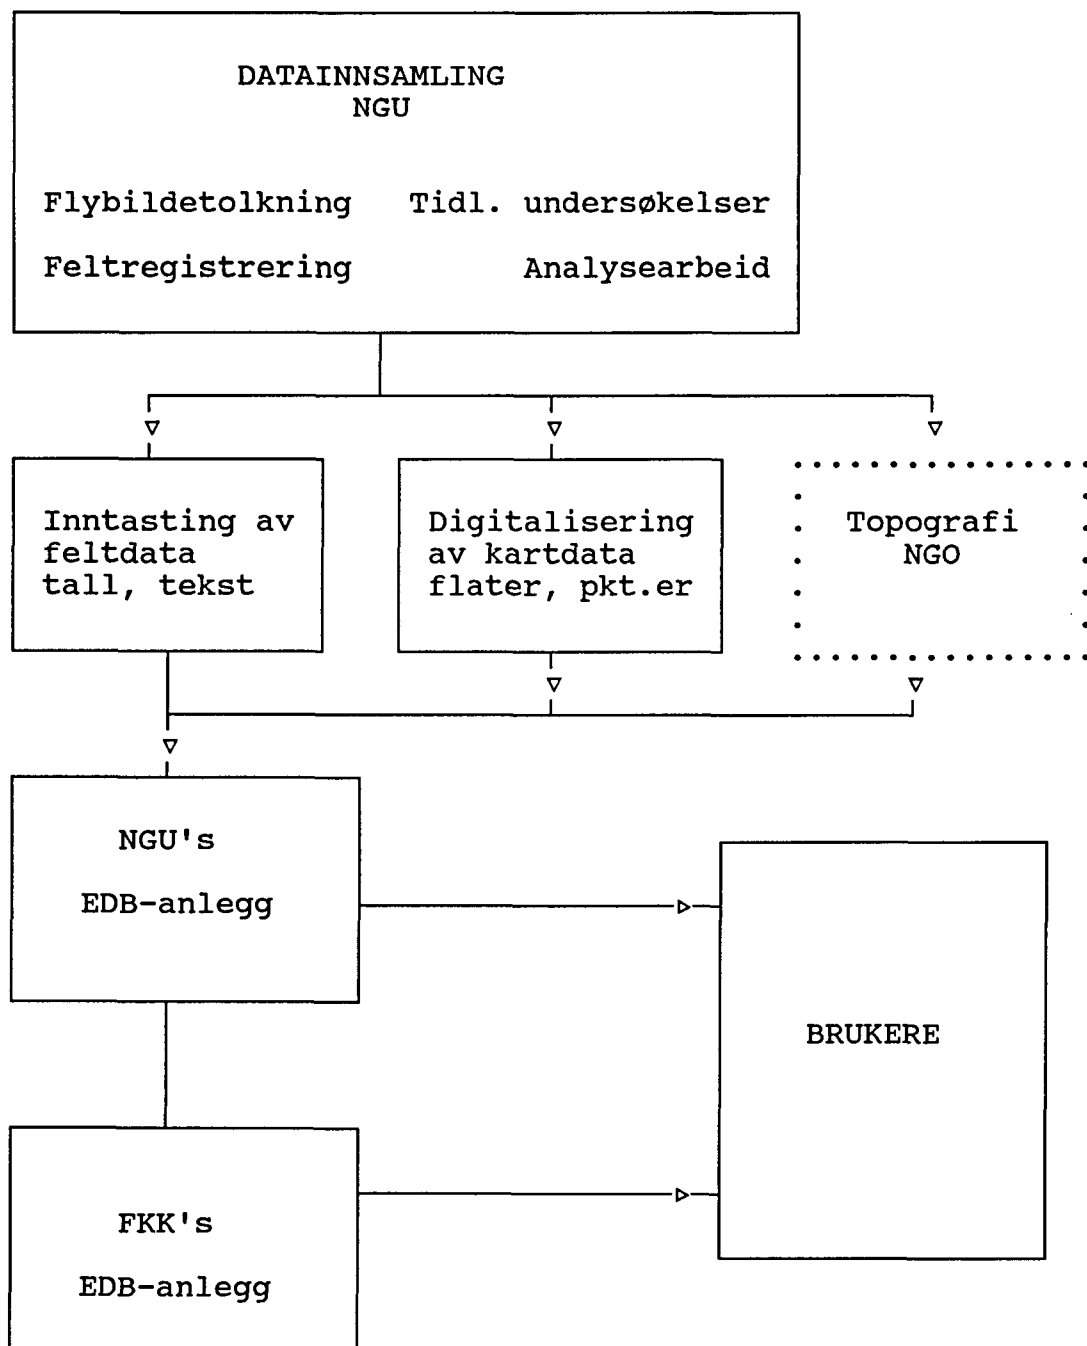 DATAINNSAMLING
NGU
Flybildetolkning Tidl. undersøkelser
Feltregistrering Analysearbeid
Inntasting av
feltdata
tall, tekst
Digitalisering
av kartdata
flater, pkt.er
Topografi
NGO
NGU's
EDB-anlegg
BRUKERE
FKK's
EDB-anlegg